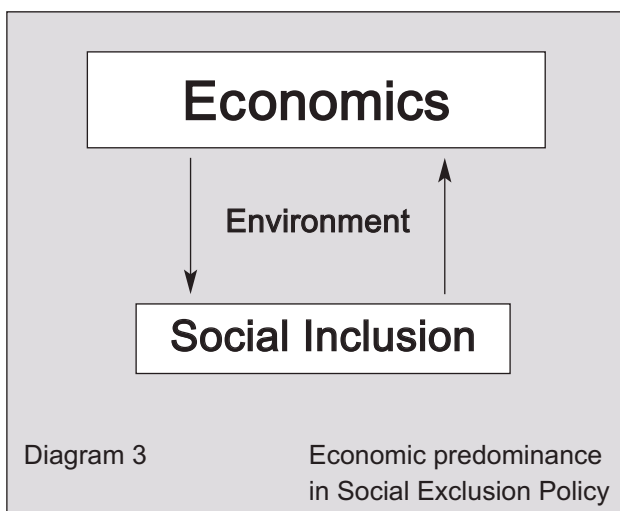 Economics
Environment
Social Inclusion
Diagram 3
Economic predominance
in Social Exclusion Policy